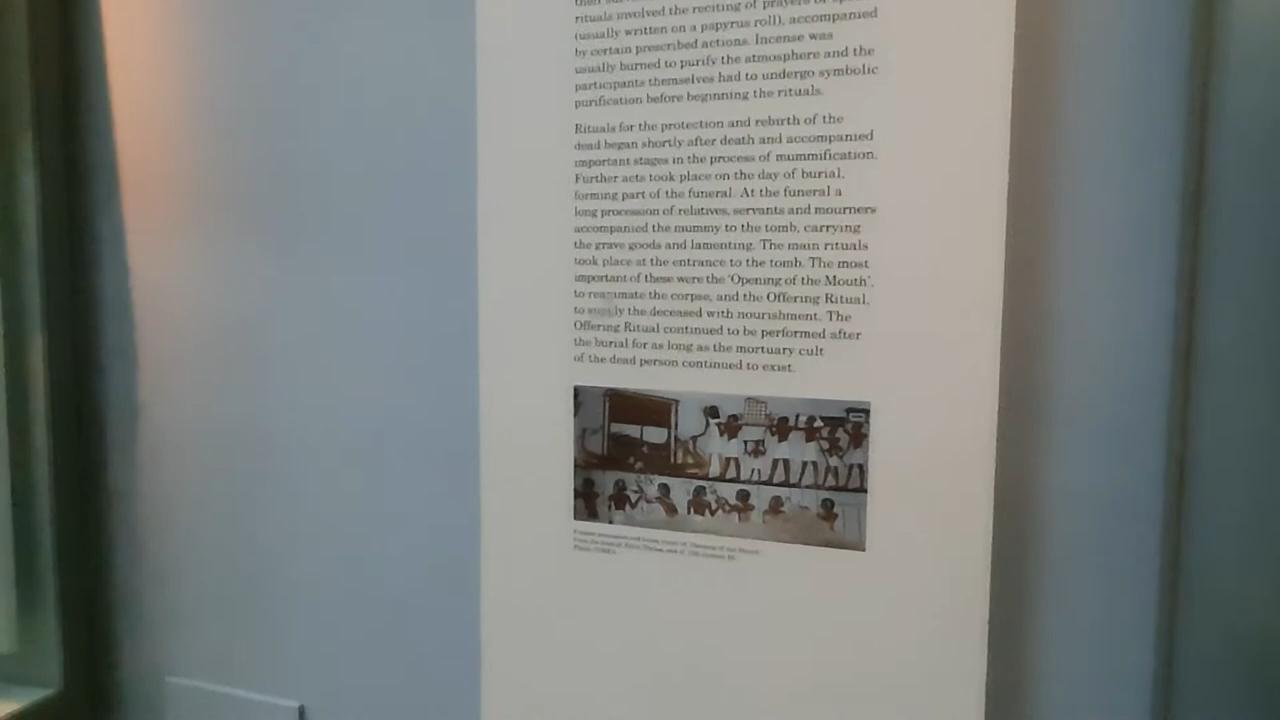 rituals involved the reciting of prayers or
(usually written on a papyrus roll), accompanied
by certain prescribed actions. Incense was
usually burned to purify the atmosphere and the
participants themselves had to undergo symbolic
purification before beginning the rituals.
Rituals for the protection and rebirth of the
dead began shortly after death and accompanied
important stages in the process of mummification.
Further acts took place on the day of burial,
forming part of the funeral. At the funeral a
long procession of relatives, servants and mourners
accompanied the mummy to the tomb, carrying
the grave goods and lamenting. The main rituals
took place at the entrance to the tomb. The most
important of these were the 'Opening of the Mouth',
to reanimate the corpse, and the Offering Ritual,
to supply the deceased with nourishment. The
Offering Ritual continued to be performed after
the burial for as long as the mortuary cult
of the dead person continued to exist.